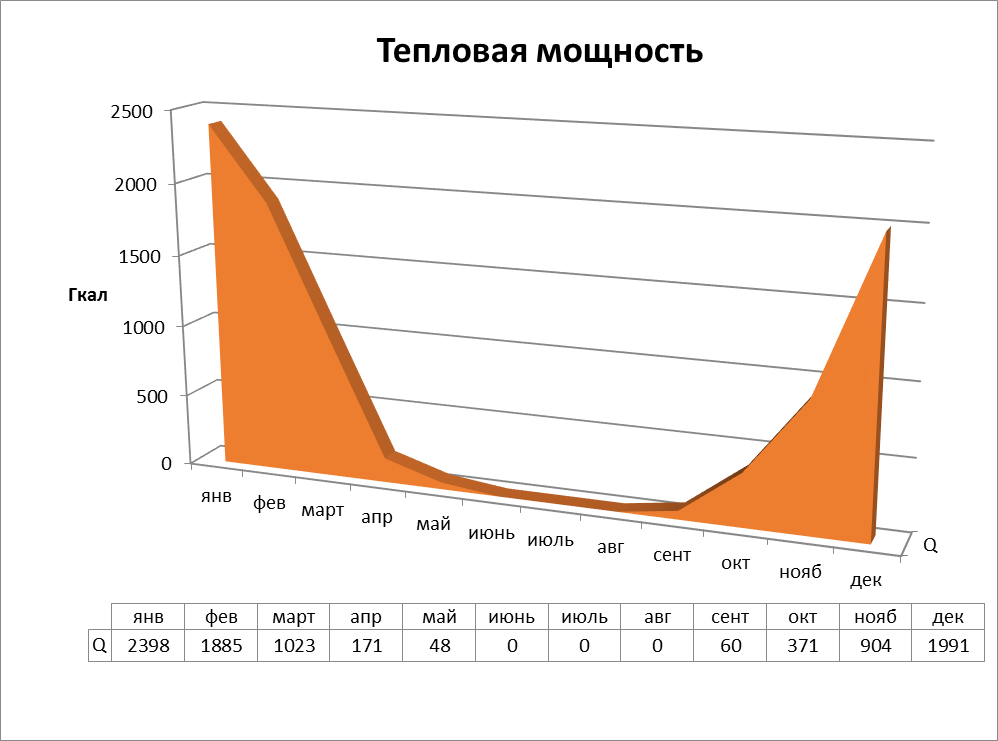 Тепловая мощность
2500
2000
1500
1000
500
0
Гкал
янв фев март апр май июнь июль авг сент окт нояб дек
Q
янв фев март апр май июнь июль авг сент окт нояб дек
Q 2398 1885 1023 171 48 0 0 0 60 371 904 1991